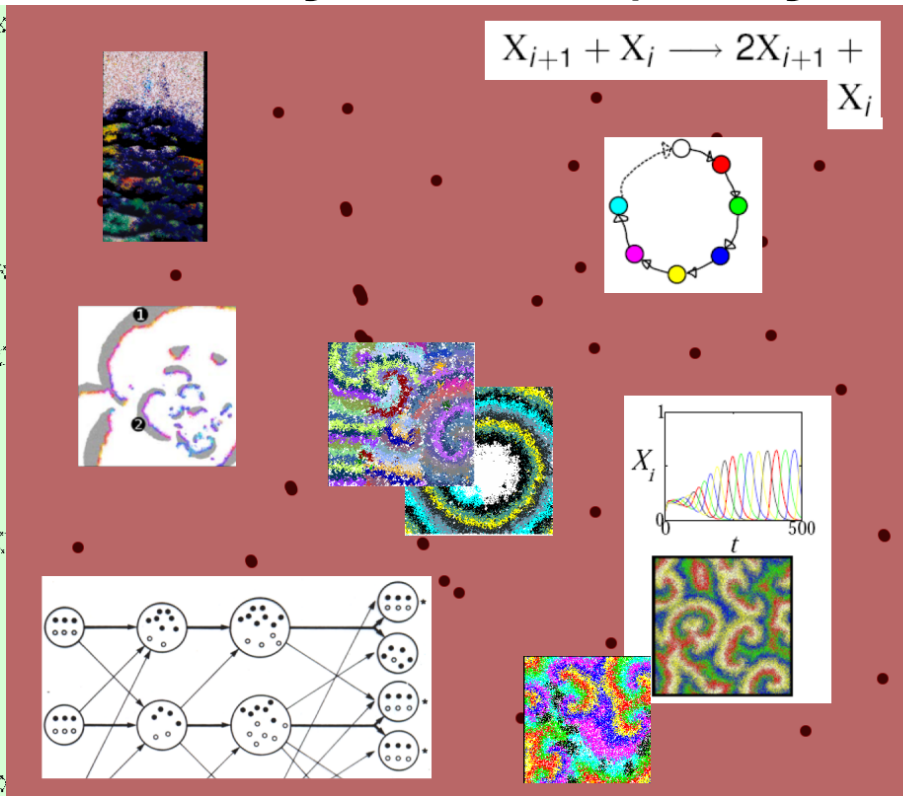 X_{i+1} + X_i ⟶ 2X_{i+1} +
X_i
1
2
1
X_i
0
0
500
t
*
*
*